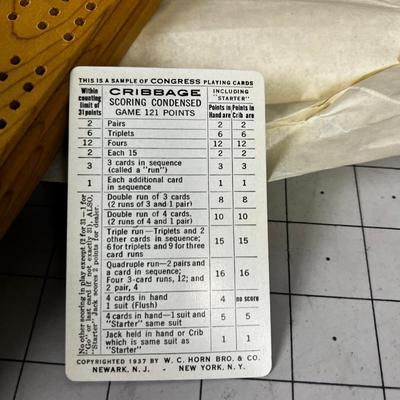 THIS IS A SAMPLE OF CONGRESS PLAYING CARDS
Within counting limit of 31 points
CRIBBAGE
SCORING CONDENSED
GAME 121 POINTS
INCLUDING "STARTER"
Points in Hand are
Points in Crib are
2 Pairs 2 2
6 Triplets 6 6
12 Fours 12 12
2 Each 15 2 2
3 3 cards in sequence (called a "run") 3 3
1 Each additional card in sequence 1 1
Double run of 3 cards (2 runs of 3 and 1 pair) 8 8
Double run of 4 cards. (2 runs of 4 and 1 pair) 10 10
Triple run—Triplets and 2 other cards in sequence; 6 for triplets and 9 for three card runs 15 15
Quadruple run—2 pairs and a card in sequence; Four 3-card runs, 12; and 2 pair, 4 16 16
4 cards in hand 1 suit (Flush) 4 no score
4 cards in hand—1 suit and "Starter" same suit 5 5
Jack held in hand or Crib which is same suit as "Starter" 1 1
No other scoring in play except (2 for 31—1 for
"Go" or last card if not exactly 31. ALSO,
"Starter" Jack scores 2 points for dealer
COPYRIGHTED 1937 BY W. C. HORN BRO. & CO.
NEWARK, N. J. - NEW YORK, N. Y.